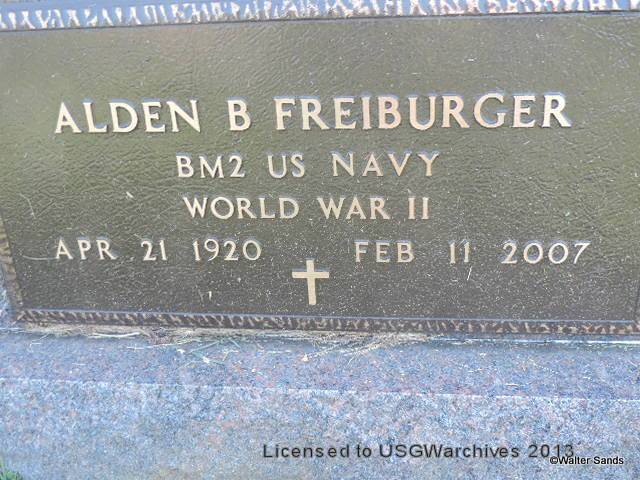 ALDEN B FREIBURGER
BM2 US NAVY
WORLD WAR II
APR 21 1920 FEB 11 2007
Licensed to USGWarchives 2013
©Walter Sands